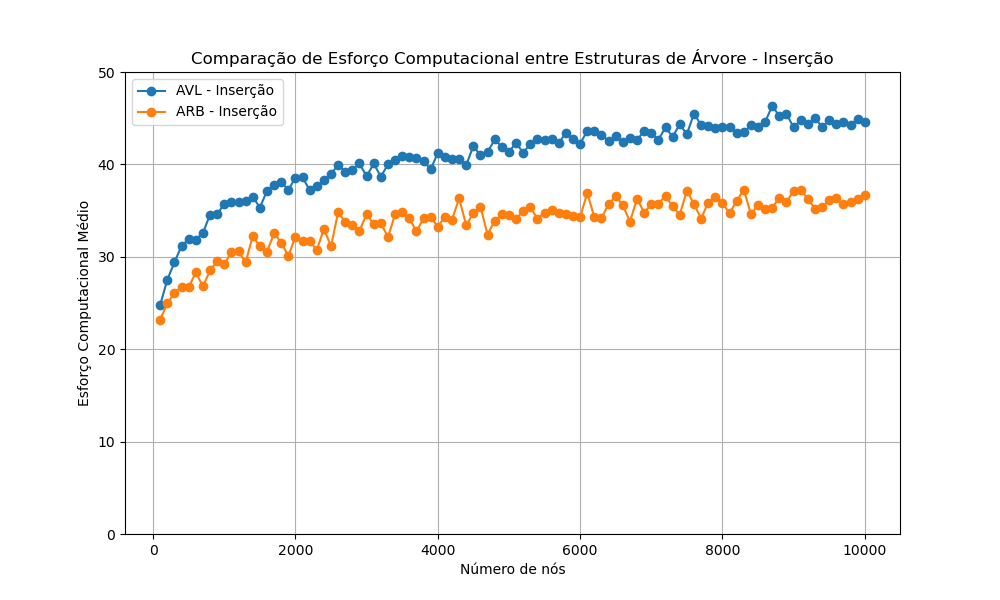 Comparação de Esforço Computacional entre Estruturas de Árvore - Inserção
AVL - Inserção
ARB - Inserção
Esforço Computacional Médio
50
40
30
20
10
0
0 2000 4000 6000 8000 10000
Número de nós